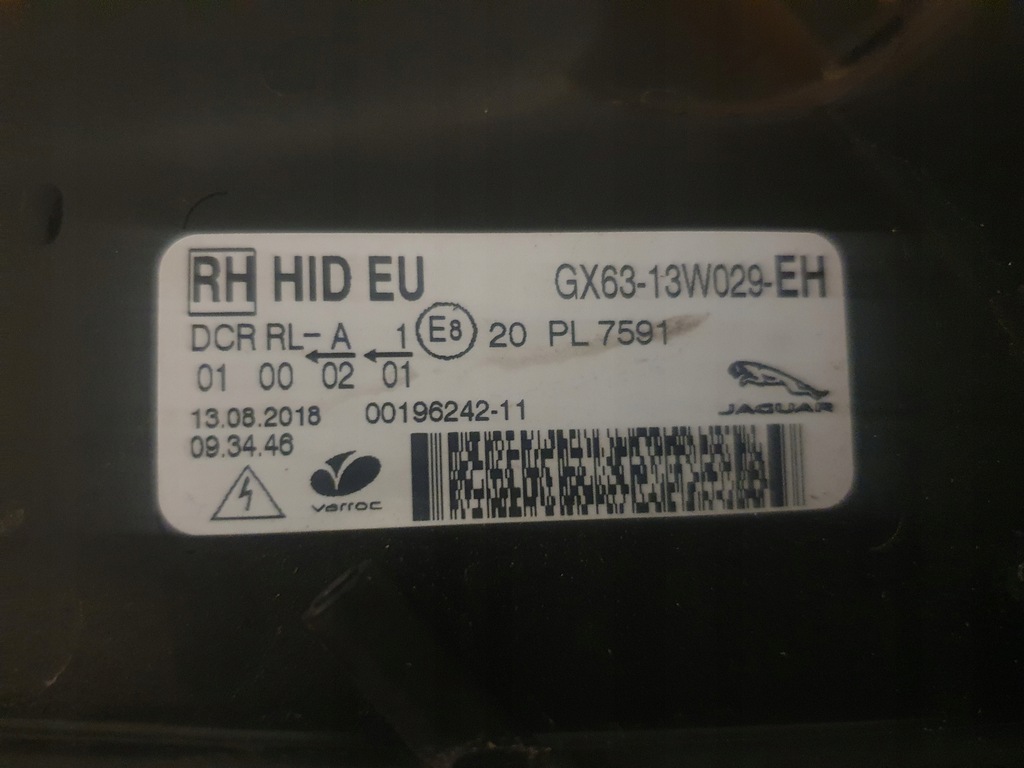 RH HID EU GX63-13W029-EH
DCR RL- A 1 E8 20 PL 7591
01 00 02 01
13.08.2018 00196242-11
09.34.46
JAGUAR
varroc